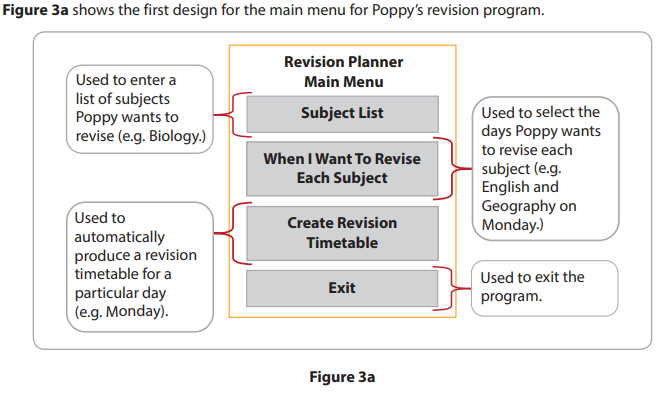 Figure 3a shows the first design for the main menu for Poppy’s revision program.
Revision Planner
Main Menu
Used to enter a
list of subjects
Poppy wants to
revise (e.g. Biology.)
Subject List
Used to select the
days Poppy wants
to revise each
subject (e.g.
English and
Geography on
Monday.)
When I Want To Revise
Each Subject
Used to
automatically
produce a revision
timetable for a
particular day
(e.g. Monday).
Create Revision
Timetable
Exit
Used to exit the
program.
Figure 3a